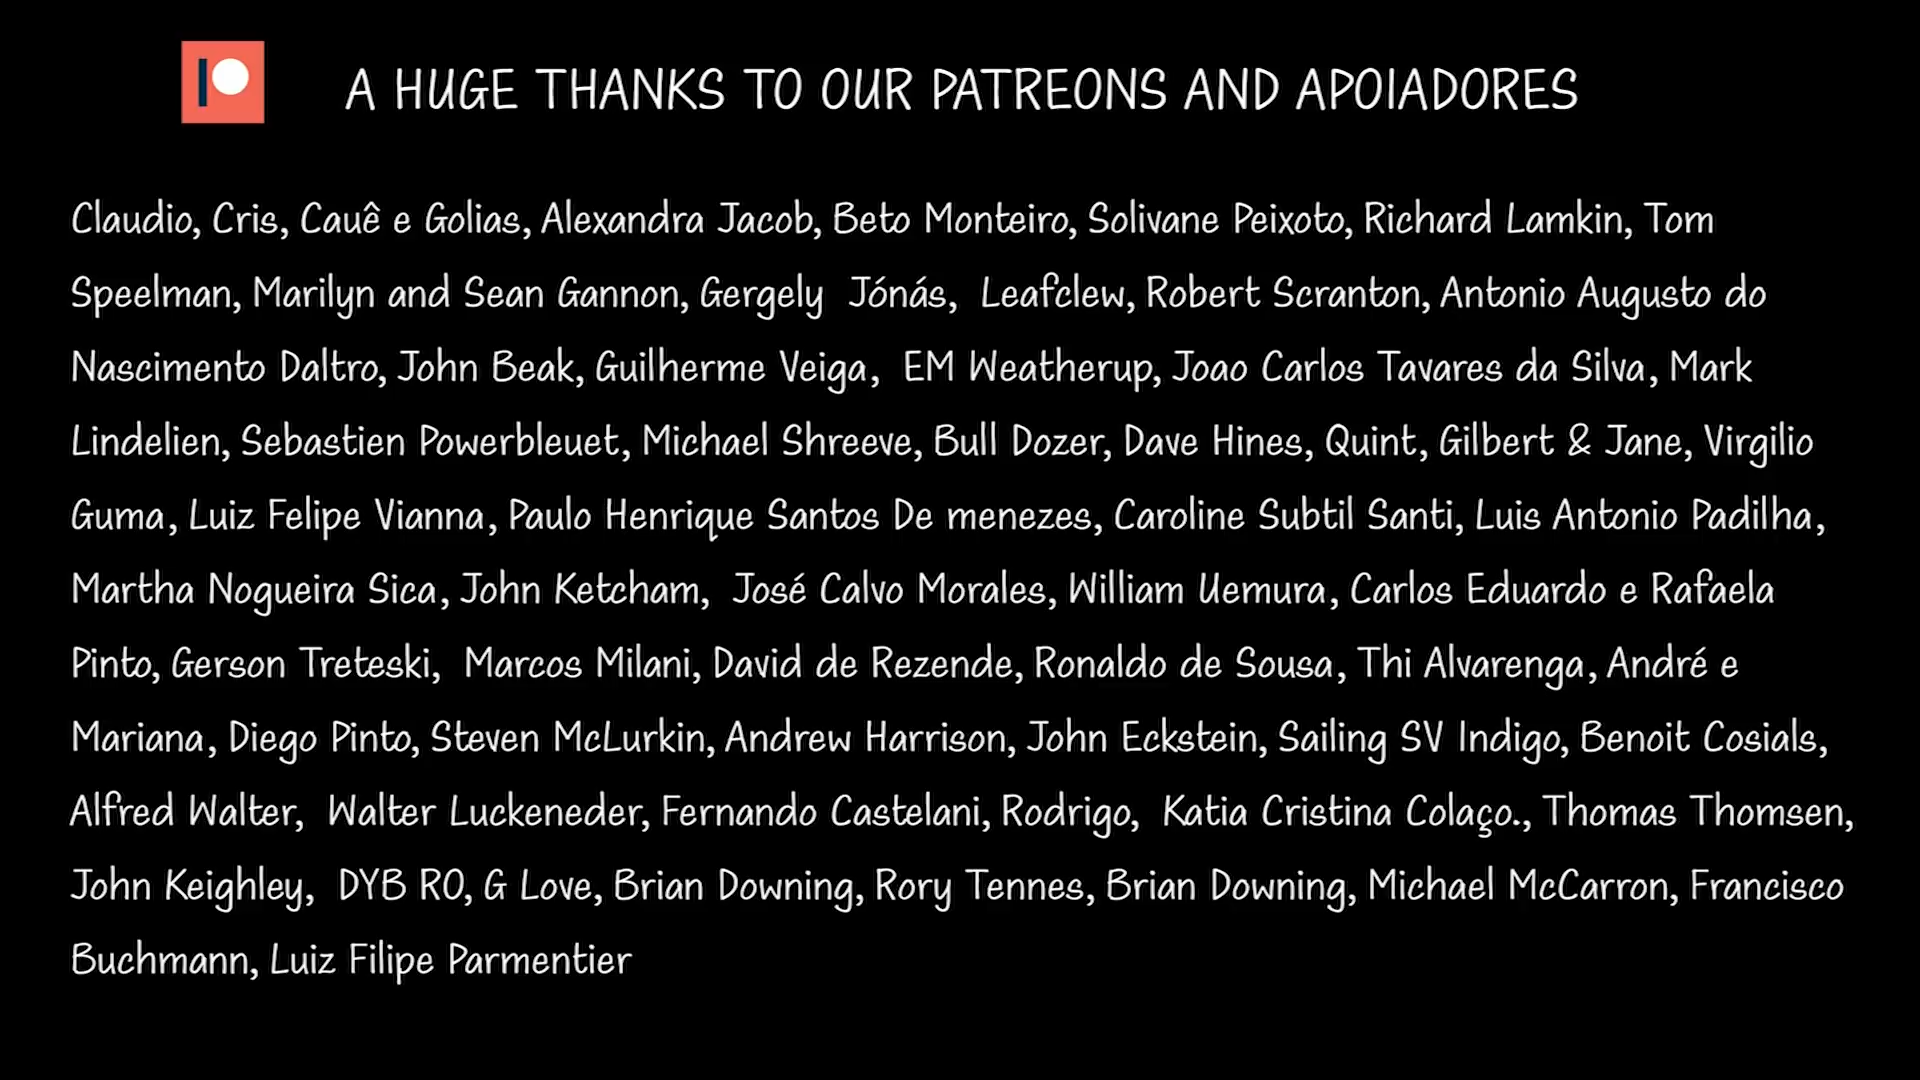 A HUGE THANKS TO OUR PATREONS AND APOIADORES
Claudio, Cris, Cauê e Golias, Alexandra Jacob, Beto Monteiro, Solivane Peixoto, Richard Lamkin, Tom
Speelman, Marilyn and Sean Gannon, Gergely Jónás, Leafclew, Robert Scranton, Antonio Augusto do
Nascimento Daltro, John Beak, Guilherme Veiga, EM Weatherup, Joao Carlos Tavares da Silva, Mark
Lindelien, Sebastien Powerbleuet, Michael Shreeve, Bull Dozer, Dave Hines, Quint, Gilbert & Jane, Virgilio
Guma, Luiz Felipe Vianna, Paulo Henrique Santos De menezes, Caroline Subtil Santi, Luis Antonio Padilha,
Martha Nogueira Sica, John Ketcham, José Calvo Morales, William Uemura, Carlos Eduardo e Rafaela
Pinto, Gerson Treteski, Marcos Milani, David de Rezende, Ronaldo de Sousa, Thi Alvarenga, André e
Mariana, Diego Pinto, Steven McLurkin, Andrew Harrison, John Eckstein, Sailing SV Indigo, Benoit Cosials,
Alfred Walter, Walter Luckeneder, Fernando Castelani, Rodrigo, Katia Cristina Colaço., Thomas Thomsen,
John Keighley, DYB RO, G Love, Brian Downing, Rory Tennes, Brian Downing, Michael McCarron, Francisco
Buchmann, Luiz Filipe Parmentier